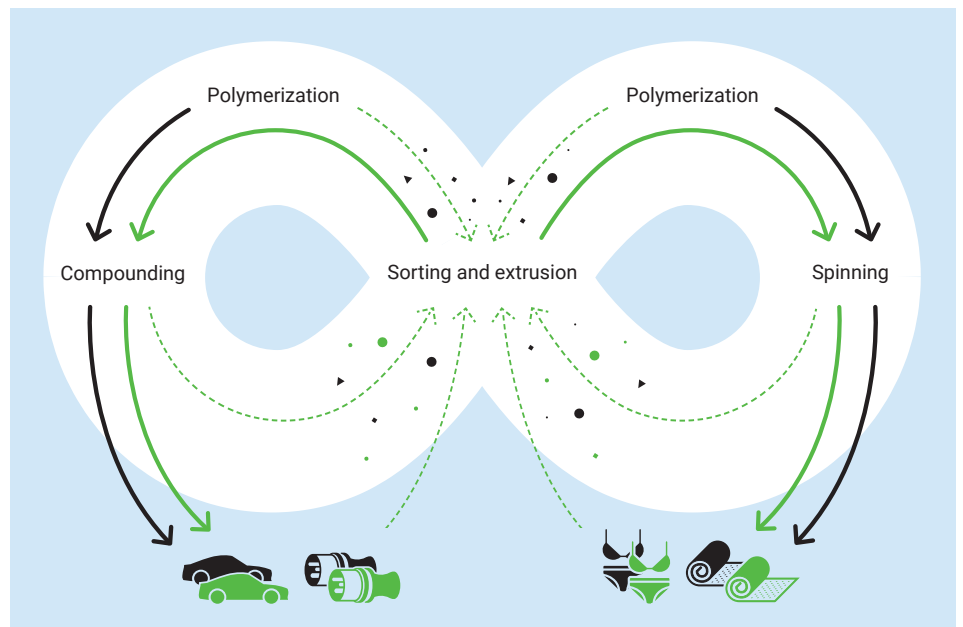 Polymerization
Polymerization
Compounding
Sorting and extrusion
Spinning